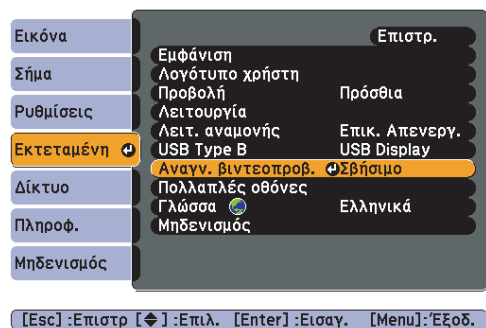 Εικόνα
Σήμα
Ρυθμίσεις
Εκτεταμένη
Δίκτυο
Πληροφ.
Μηδενισμός
Επιστρ.
Εμφάνιση
Λογότυπο χρήστη
Προβολή Πρόσθια
Λειτουργία
Λειτ. αναμονής Επικ. Απενεργ.
USB Type B USB Display
Αναγν. βιντεοπροβ. Σβήσιμο
Πολλαπλές οθόνες
Γλώσσα Ελληνικά
Μηδενισμός
[Esc] :Επιστρ [◆] :Επιλ. [Enter] :Εισαγ. [Menu]:Έξοδ.